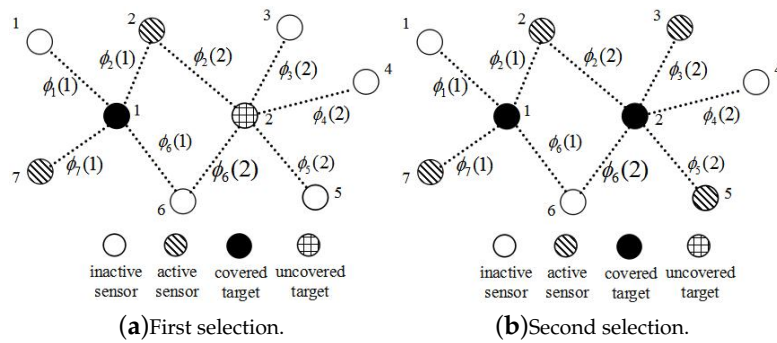 1
2
3
4
ϕ₁(1)
ϕ₂(1)
ϕ₂(2)
ϕ₃(2)
ϕ₄(2)
1
2
ϕ₇(1)
ϕ₆(1)
ϕ₆(2)
ϕ₅(2)
7
6
5
inactive sensor
active sensor
covered target
uncovered target
(a)First selection.
1
2
3
4
ϕ₁(1)
ϕ₂(1)
ϕ₂(2)
ϕ₃(2)
ϕ₄(2)
1
2
ϕ₇(1)
ϕ₆(1)
ϕ₆(2)
ϕ₅(2)
7
6
5
inactive sensor
active sensor
covered target
uncovered target
(b)Second selection.